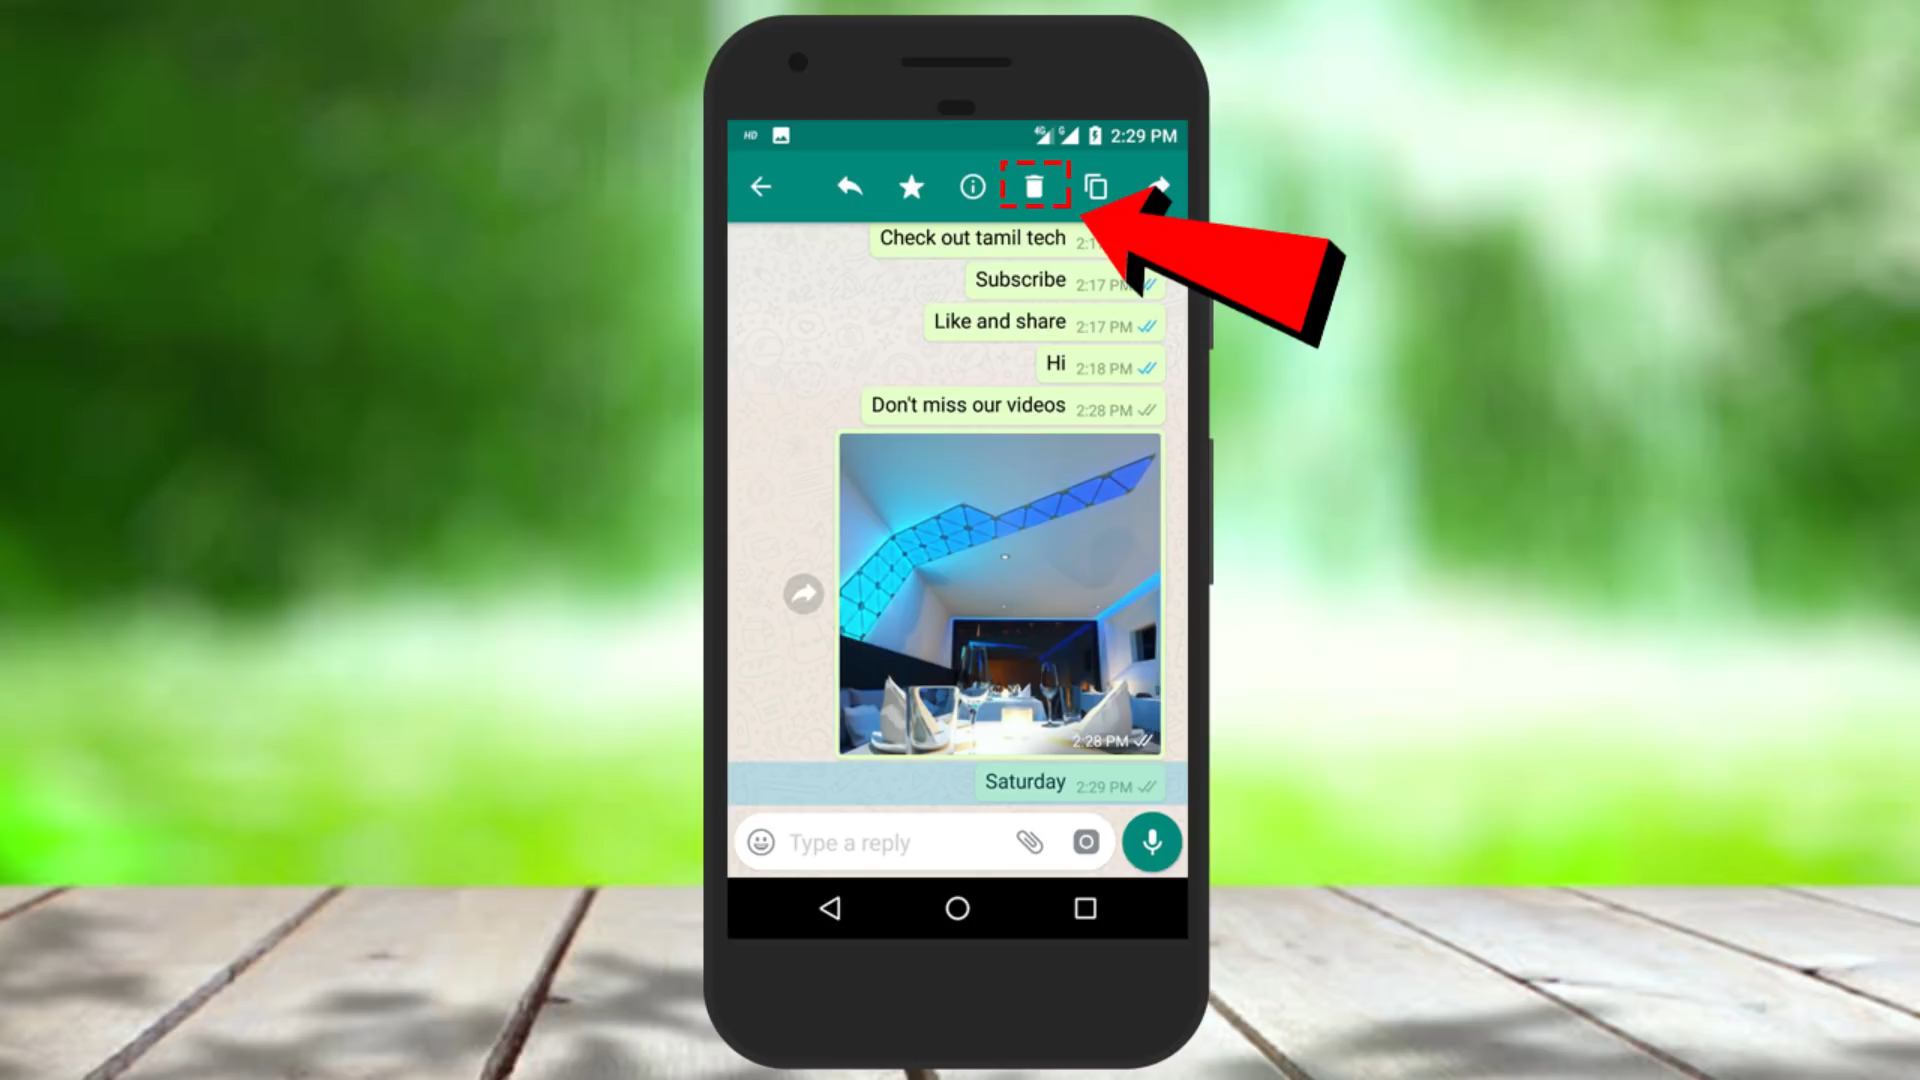 HD 4G G 2:29 PM
Check out tamil tech
Subscribe 2:17 PM
Like and share 2:17 PM
Hi 2:18 PM
Don't miss our videos 2:28 PM
2:28 PM
Saturday 2:29 PM
Type a reply